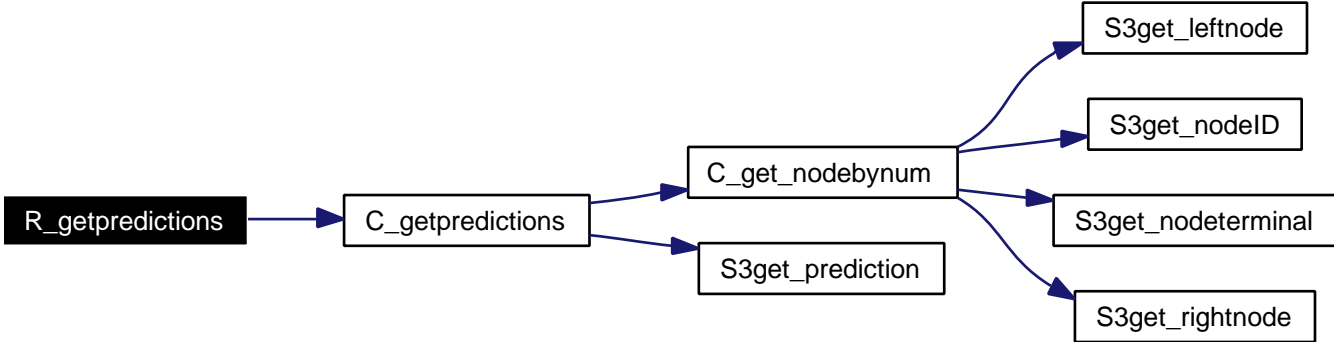 R_getpredictions
C_getpredictions
C_get_nodebynum
S3get_prediction
S3get_leftnode
S3get_nodeID
S3get_nodeterminal
S3get_rightnode